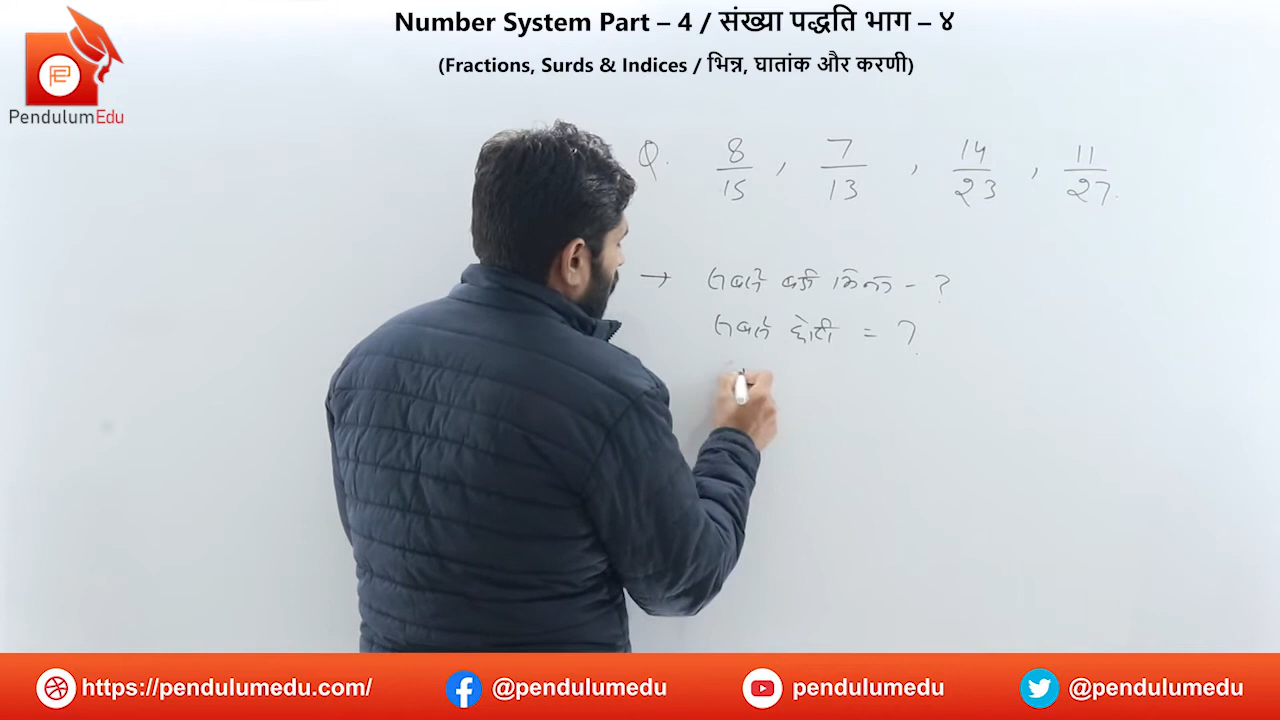 Number System Part – 4 / संख्या पद्धति भाग – ४
(Fractions, Surds & Indices / भिन्न, घातांक और करणी)
PendulumEdu
Q. 8/15 , 7/13 , 14/23 , 11/27.
→ सबसे बड़ी भिन्न - ?
सबसे छोटी = ?
https://pendulumedu.com/ @pendulumedu pendulumedu @pendulumedu